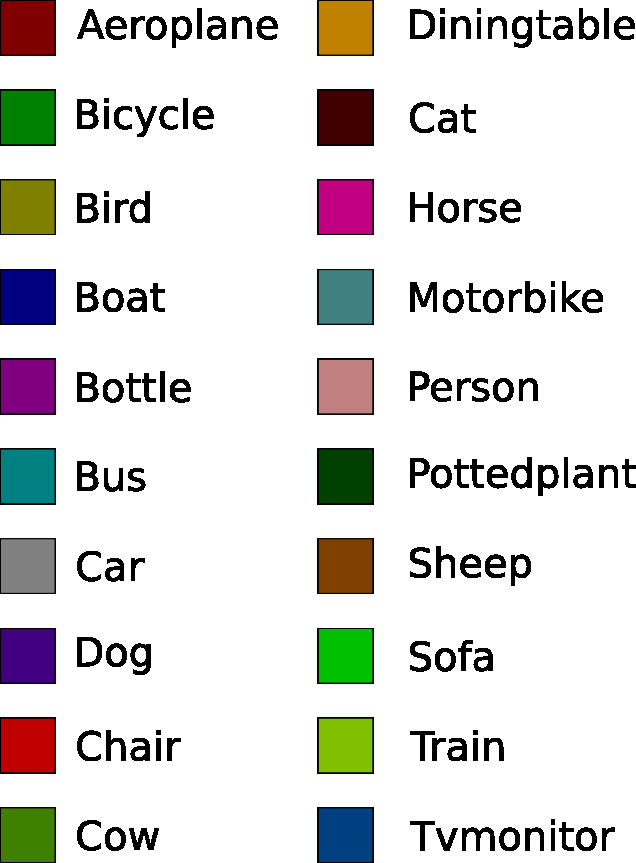 Aeroplane
Diningtable
Bicycle
Cat
Bird
Horse
Boat
Motorbike
Bottle
Person
Bus
Pottedplant
Car
Sheep
Dog
Sofa
Chair
Train
Cow
Tvmonitor